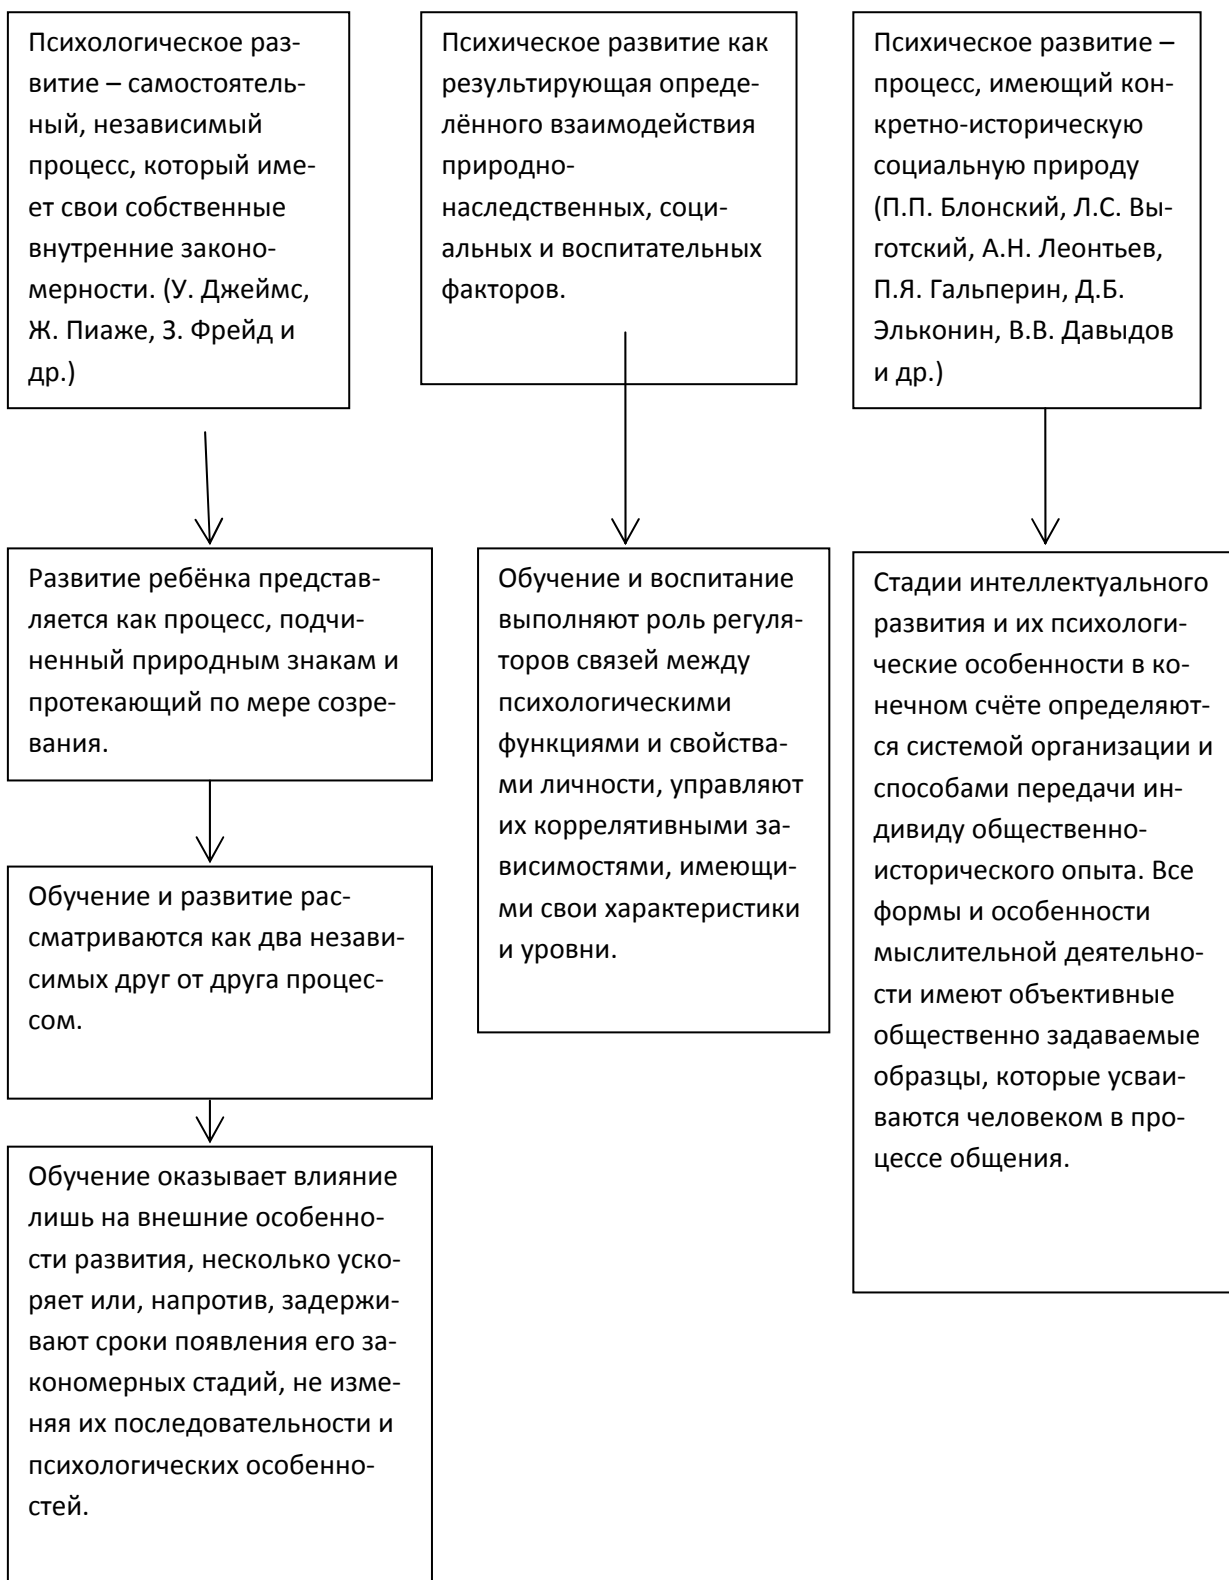 Психологическое раз-
витие – самостоятель-
ный, независимый
процесс, который име-
ет свои собственные
внутренние законо-
мерности. (У. Джеймс,
Ж. Пиаже, З. Фрейд и
др.)
Психическое развитие как
результирующая опреде-
лённого взаимодействия
природно-
наследственных, соци-
альных и воспитательных
факторов.
Психическое развитие –
процесс, имеющий кон-
кретно-историческую
социальную природу
(П.П. Блонский, Л.С. Вы-
готский, А.Н. Леонтьев,
П.Я. Гальперин, Д.Б.
Эльконин, В.В. Давыдов
и др.)
Развитие ребёнка представ-
ляется как процесс, подчи-
ненный природным знакам и
протекающий по мере созре-
вания.
Обучение и воспитание
выполняют роль регуля-
торов связей между
психологическими
функциями и свойства-
ми личности, управляют
их коррелятивными за-
висимостями, имеющи-
ми свои характеристики
и уровни.
Стадии интеллектуального
развития и их психологи-
ческие особенности в ко-
нечном счёте определяют-
ся системой организации и
способами передачи ин-
дивиду общественно-
исторического опыта. Все
формы и особенности
мыслительной деятельно-
сти имеют объективные
общественно задаваемые
образцы, которые усваи-
ваются человеком в про-
цессе общения.
Обучение и развитие рас-
сматриваются как два незави-
симых друг от друга процес-
сом.
Обучение оказывает влияние
лишь на внешние особенно-
сти развития, несколько уско-
ряет или, напротив, задержи-
вают сроки появления его за-
кономерных стадий, не изме-
няя их последовательности и
психологических особенно-
стей.